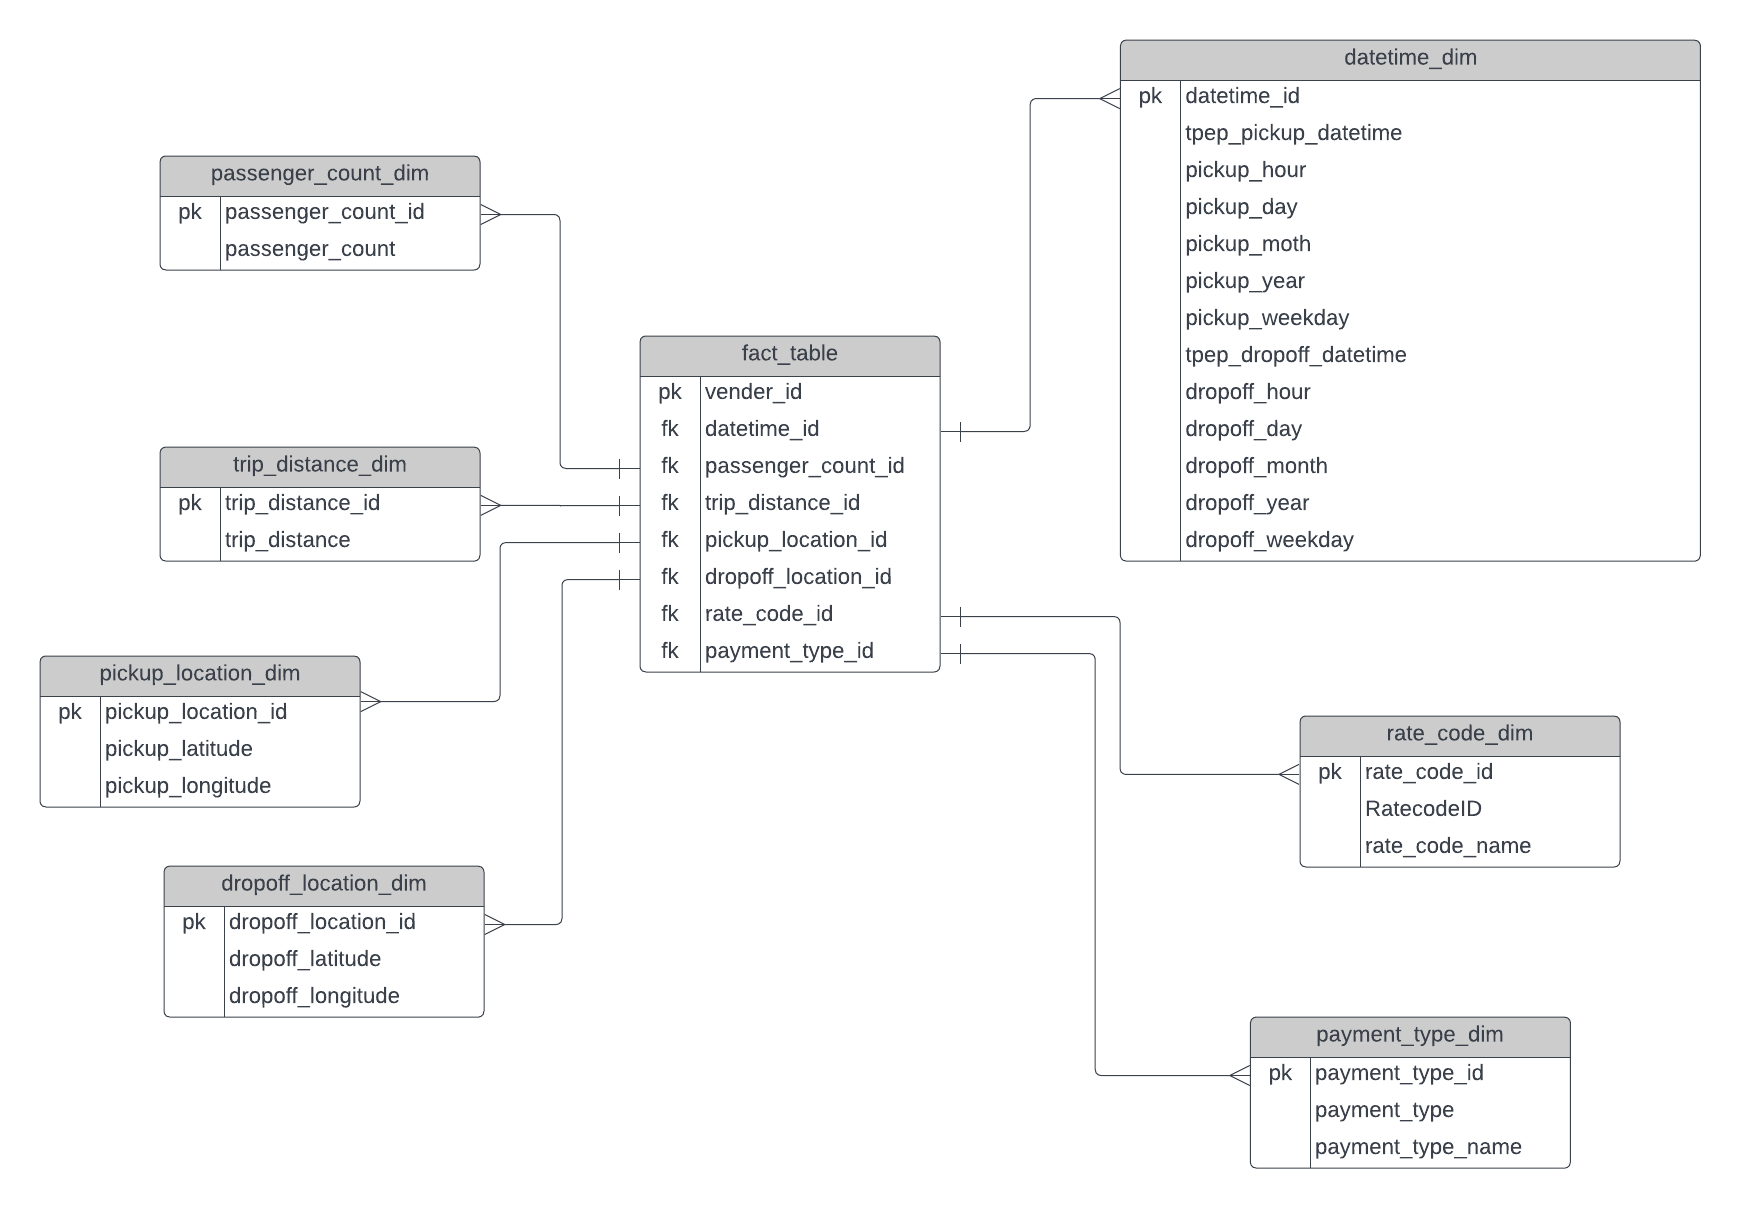 datetime_dim
pk datetime_id
tpep_pickup_datetime
pickup_hour
pickup_day
pickup_moth
pickup_year
pickup_weekday
tpep_dropoff_datetime
dropoff_hour
dropoff_day
dropoff_month
dropoff_year
dropoff_weekday
passenger_count_dim
pk passenger_count_id
passenger_count
fact_table
pk vender_id
fk datetime_id
fk passenger_count_id
fk trip_distance_id
fk pickup_location_id
fk dropoff_location_id
fk rate_code_id
fk payment_type_id
trip_distance_dim
pk trip_distance_id
trip_distance
pickup_location_dim
pk pickup_location_id
pickup_latitude
pickup_longitude
rate_code_dim
pk rate_code_id
RatecodeID
rate_code_name
dropoff_location_dim
pk dropoff_location_id
dropoff_latitude
dropoff_longitude
payment_type_dim
pk payment_type_id
payment_type
payment_type_name